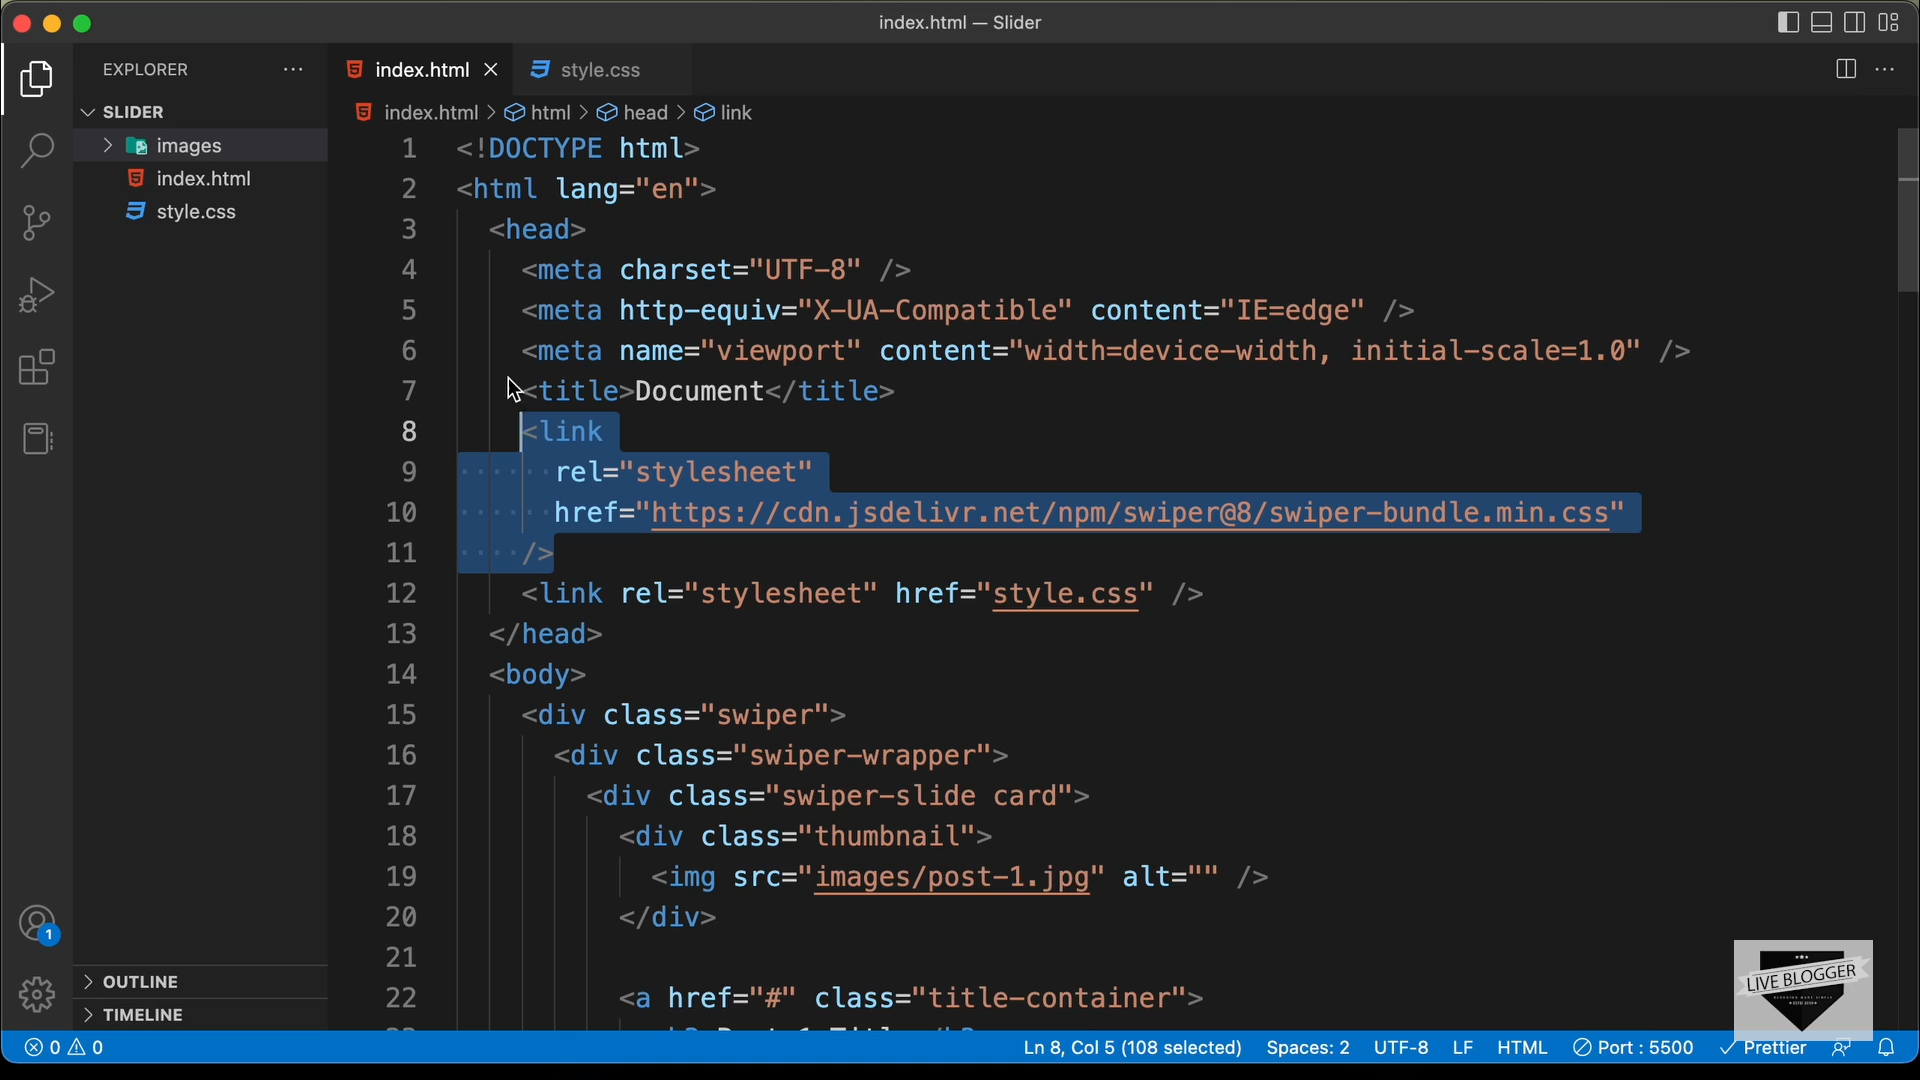 index.html — Slider
EXPLORER
index.html
style.css
SLIDER
index.html > html > head > link
images
index.html
style.css
1 <!DOCTYPE html>
2 <html lang="en">
3 <head>
4 <meta charset="UTF-8" />
5 <meta http-equiv="X-UA-Compatible" content="IE=edge" />
6 <meta name="viewport" content="width=device-width, initial-scale=1.0" />
7 <title>Document</title>
8 <link
9 rel="stylesheet"
10 href="https://cdn.jsdelivr.net/npm/swiper@8/swiper-bundle.min.css"
11 />
12 <link rel="stylesheet" href="style.css" />
13 </head>
14 <body>
15 <div class="swiper">
16 <div class="swiper-wrapper">
17 <div class="swiper-slide card">
18 <div class="thumbnail">
19 <img src="images/post-1.jpg" alt="" />
20 </div>
21
22 <a href="#" class="title-container">
1
OUTLINE
TIMELINE
LIVE BLOGGER
0 0
Ln 8, Col 5 (108 selected)
Spaces: 2
UTF-8
LF
HTML
Port : 5500
Prettier